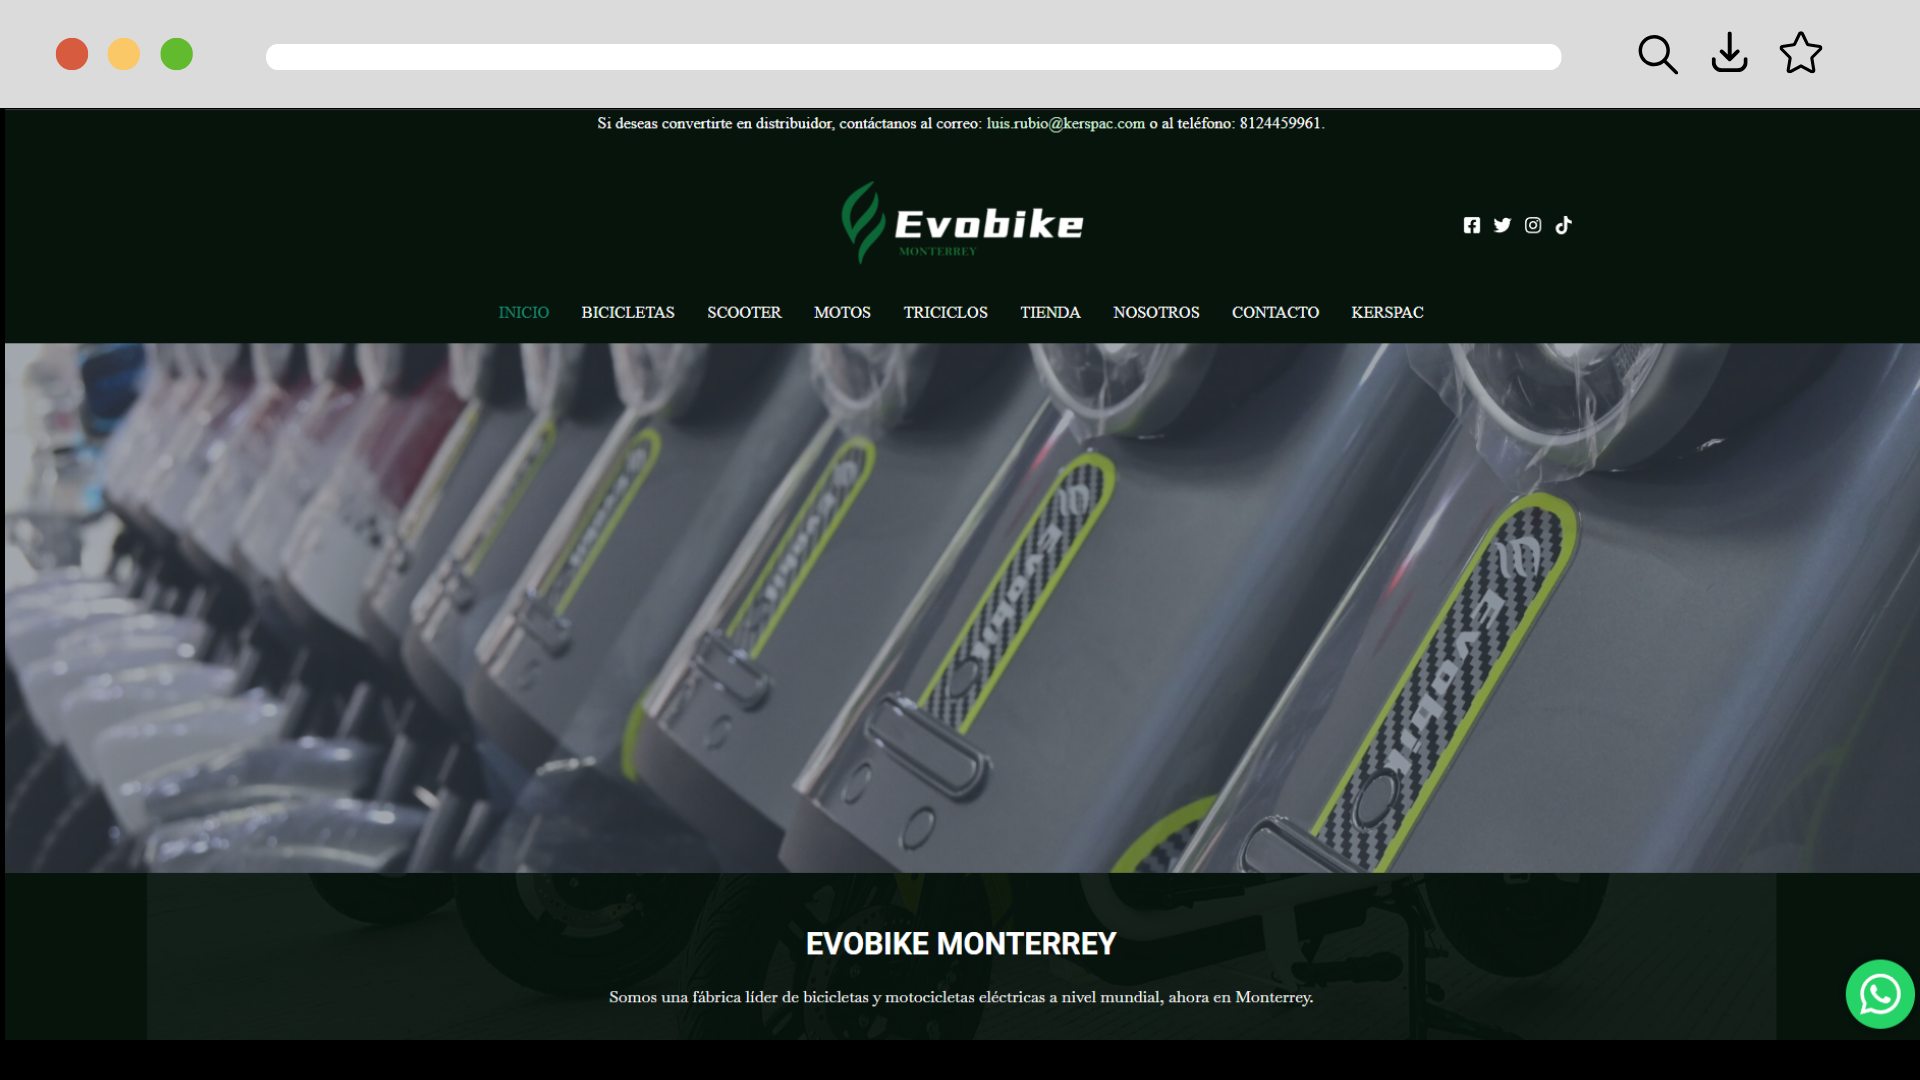 Si deseas convertirte en distribuidor, contáctanos al correo: luis.rubio@kerspac.com o al teléfono: 8124459961.
Evobike
MONTERREY
INICIO BICICLETAS SCOOTER MOTOS TRICICLOS TIENDA NOSOTROS CONTACTO KERSPAC
Evobi
Evobi
EVOBIKE MONTERREY
Somos una fábrica líder de bicicletas y motocicletas eléctricas a nivel mundial, ahora en Monterrey.